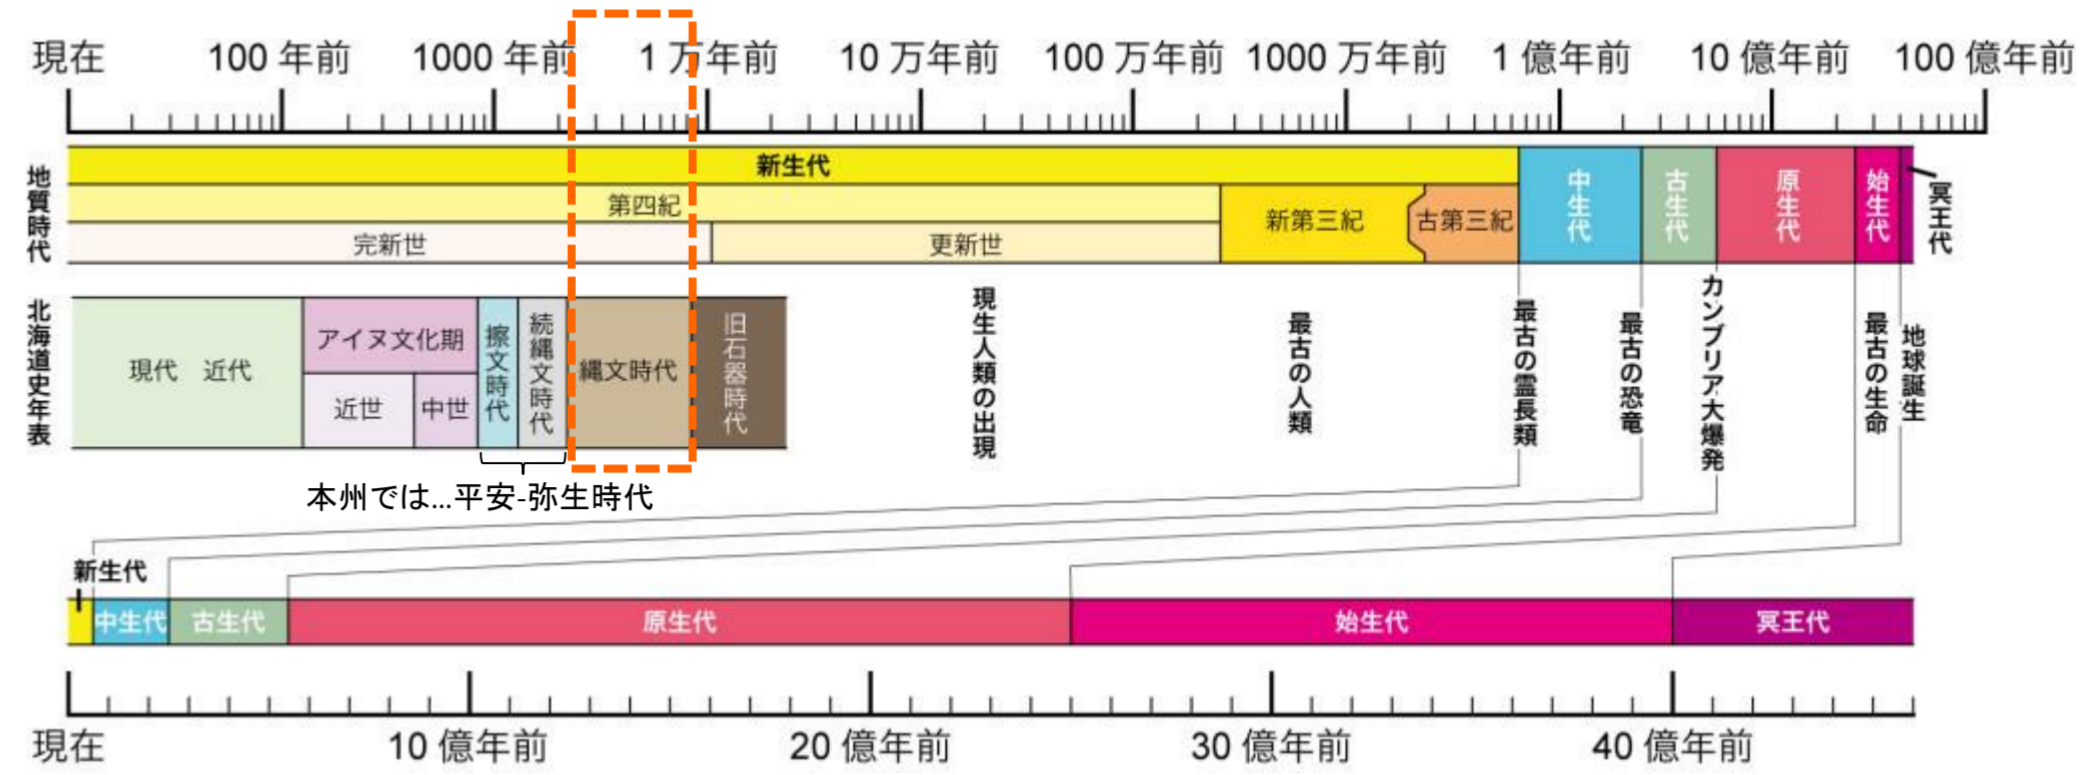 現在 100 年前 1000 年前 1 万年前 10 万年前 100 万年前 1000 万年前 1 億年前 10 億年前 100 億年前
地質時代
新生代
第四紀
完新世
更新世
新第三紀
古第三紀
中生代
古生代
原生代
始生代
冥王代
北海道史年表
現代 近代
アイヌ文化期
近世
中世
擦文時代
続縄文時代
縄文時代
旧石器時代
現生人類の出現
最古の人類
最古の霊長類
最古の恐竜
カンブリア大爆発
最古の生命
地球誕生
本州では...平安-弥生時代
新生代
中生代 古生代 原生代 始生代 冥王代
現在 10 億年前 20 億年前 30 億年前 40 億年前